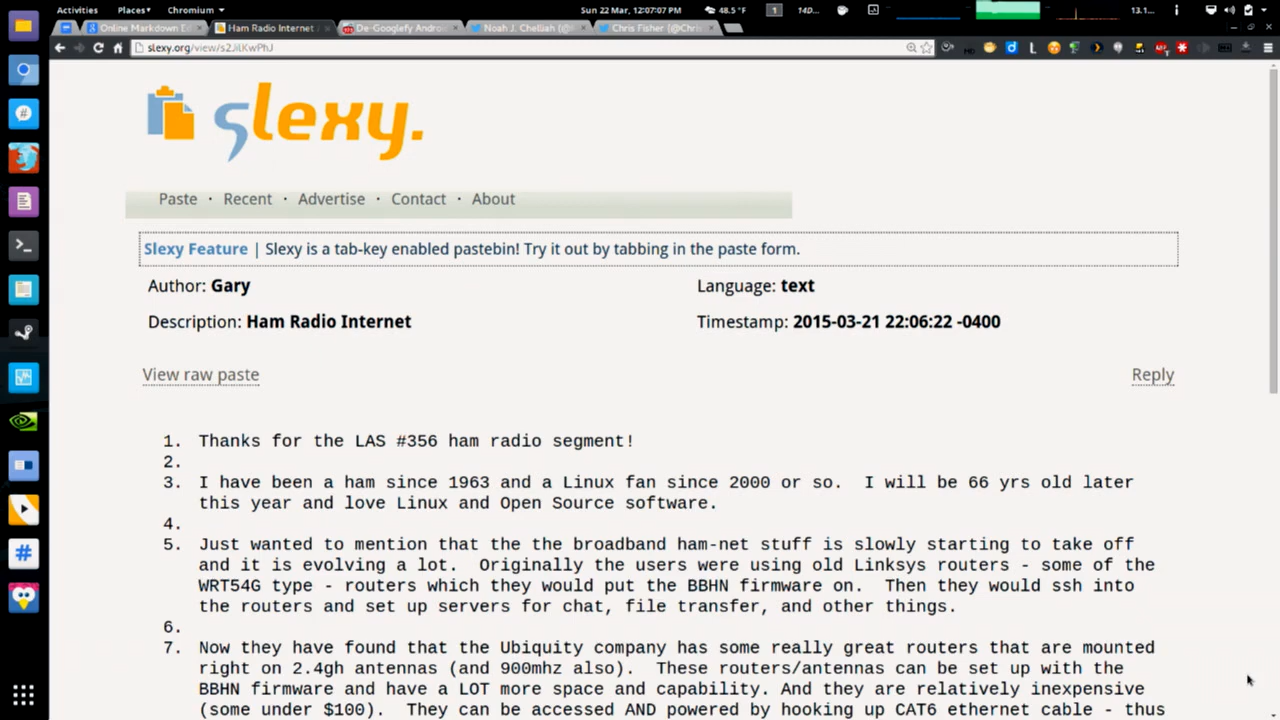 Activities Places Chromium Sun 22 Mar, 12:07:07 PM 48.5 °F 1 14D... 13.1...
Online Markdown Ed Ham Radio Internet De-Googlefy Andro Noah J. Chelliah (@ Chris Fisher (@Chris
slexy.org/view/s2JilKwPhJ
slexy.
Paste · Recent · Advertise · Contact · About
Slexy Feature | Slexy is a tab-key enabled pastebin! Try it out by tabbing in the paste form.
Author: Gary Language: text
Description: Ham Radio Internet Timestamp: 2015-03-21 22:06:22 -0400
View raw paste Reply
1. Thanks for the LAS #356 ham radio segment!
2.
3. I have been a ham since 1963 and a Linux fan since 2000 or so. I will be 66 yrs old later
this year and love Linux and Open Source software.
4.
5. Just wanted to mention that the the broadband ham-net stuff is slowly starting to take off
and it is evolving a lot. Originally the users were using old Linksys routers - some of the
WRT54G type - routers which they would put the BBHN firmware on. Then they would ssh into
the routers and set up servers for chat, file transfer, and other things.
6.
7. Now they have found that the Ubiquity company has some really great routers that are mounted
right on 2.4gh antennas (and 900mhz also). These routers/antennas can be set up with the
BBHN firmware and have a LOT more space and capability. And they are relatively inexpensive
(some under $100). They can be accessed AND powered by hooking up CAT6 ethernet cable - thus